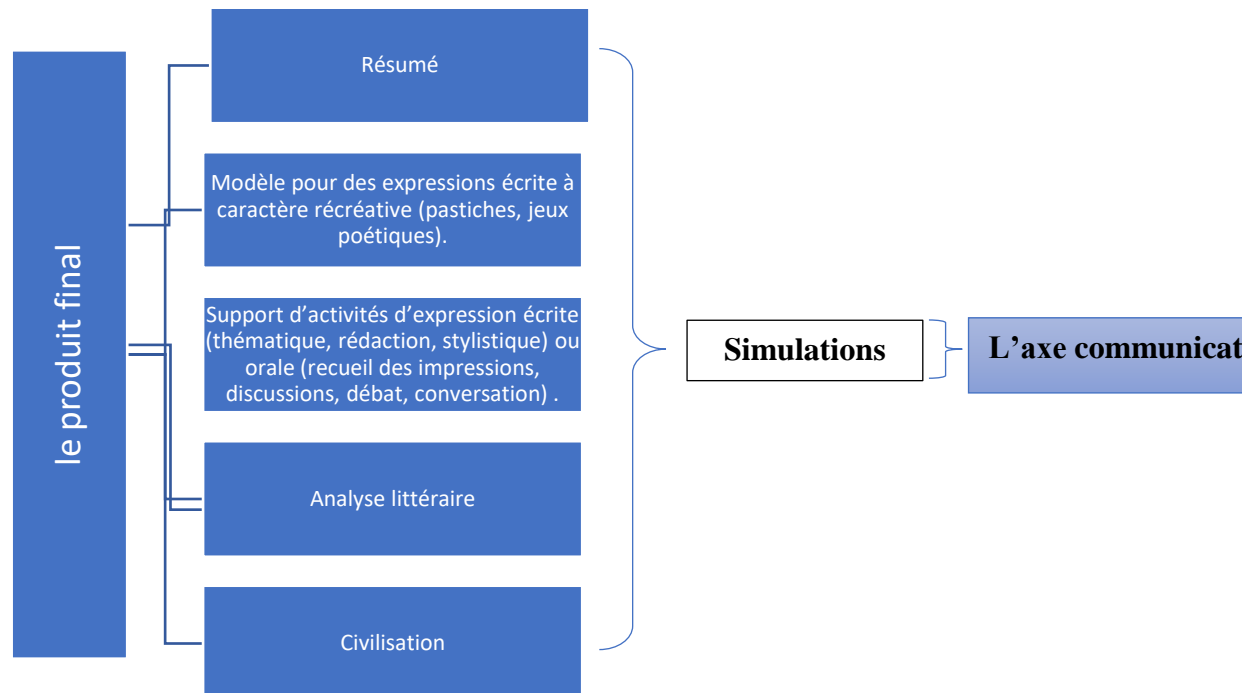 le produit final
Résumé
Modèle pour des expressions écrite à
caractère récréative (pastiches, jeux
poétiques).
Support d’activités d’expression écrite
(thématique, rédaction, stylistique) ou
orale (recueil des impressions,
discussions, débat, conversation) .
Analyse littéraire
Civilisation
Simulations
L’axe communicat